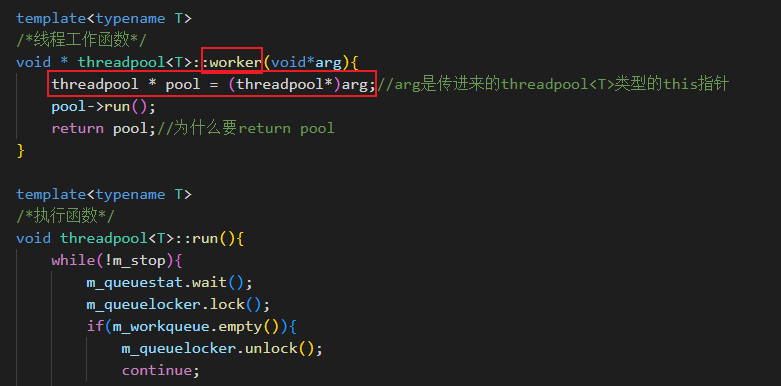 template<typename T>
/*线程工作函数*/
void * threadpool<T>::worker(void*arg){
    threadpool * pool = (threadpool*)arg;//arg是传进来的threadpool<T>类型的this指针
    pool->run();
    return pool;//为什么要return pool
}

template<typename T>
/*执行函数*/
void threadpool<T>::run(){
    while(!m_stop){
        m_queuestat.wait();
        m_queuelocker.lock();
        if(m_workqueue.empty()){
            m_queuelocker.unlock();
            continue;